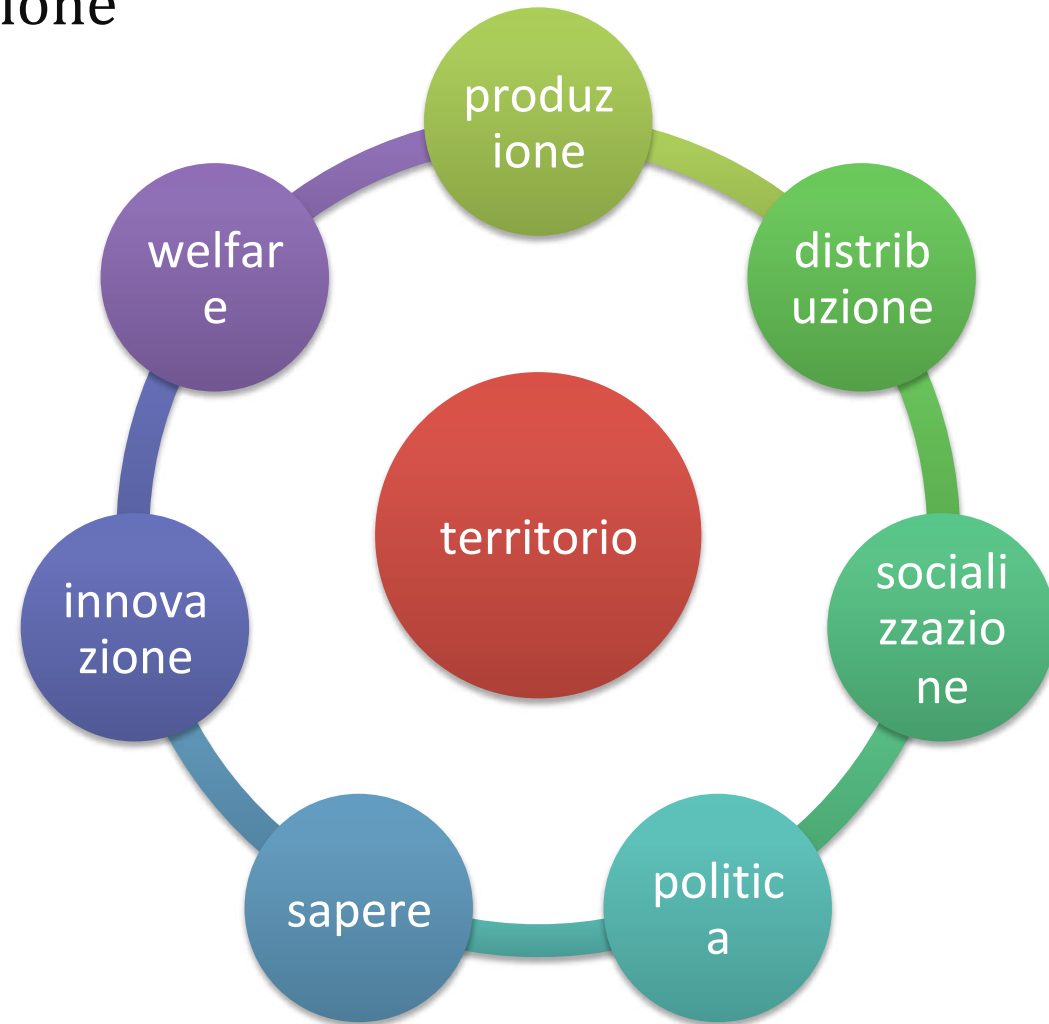 ione
produz
ione
distrib
uzione
sociali
zzazio
ne
politic
a
sapere
innova
zione
welfar
e
territorio